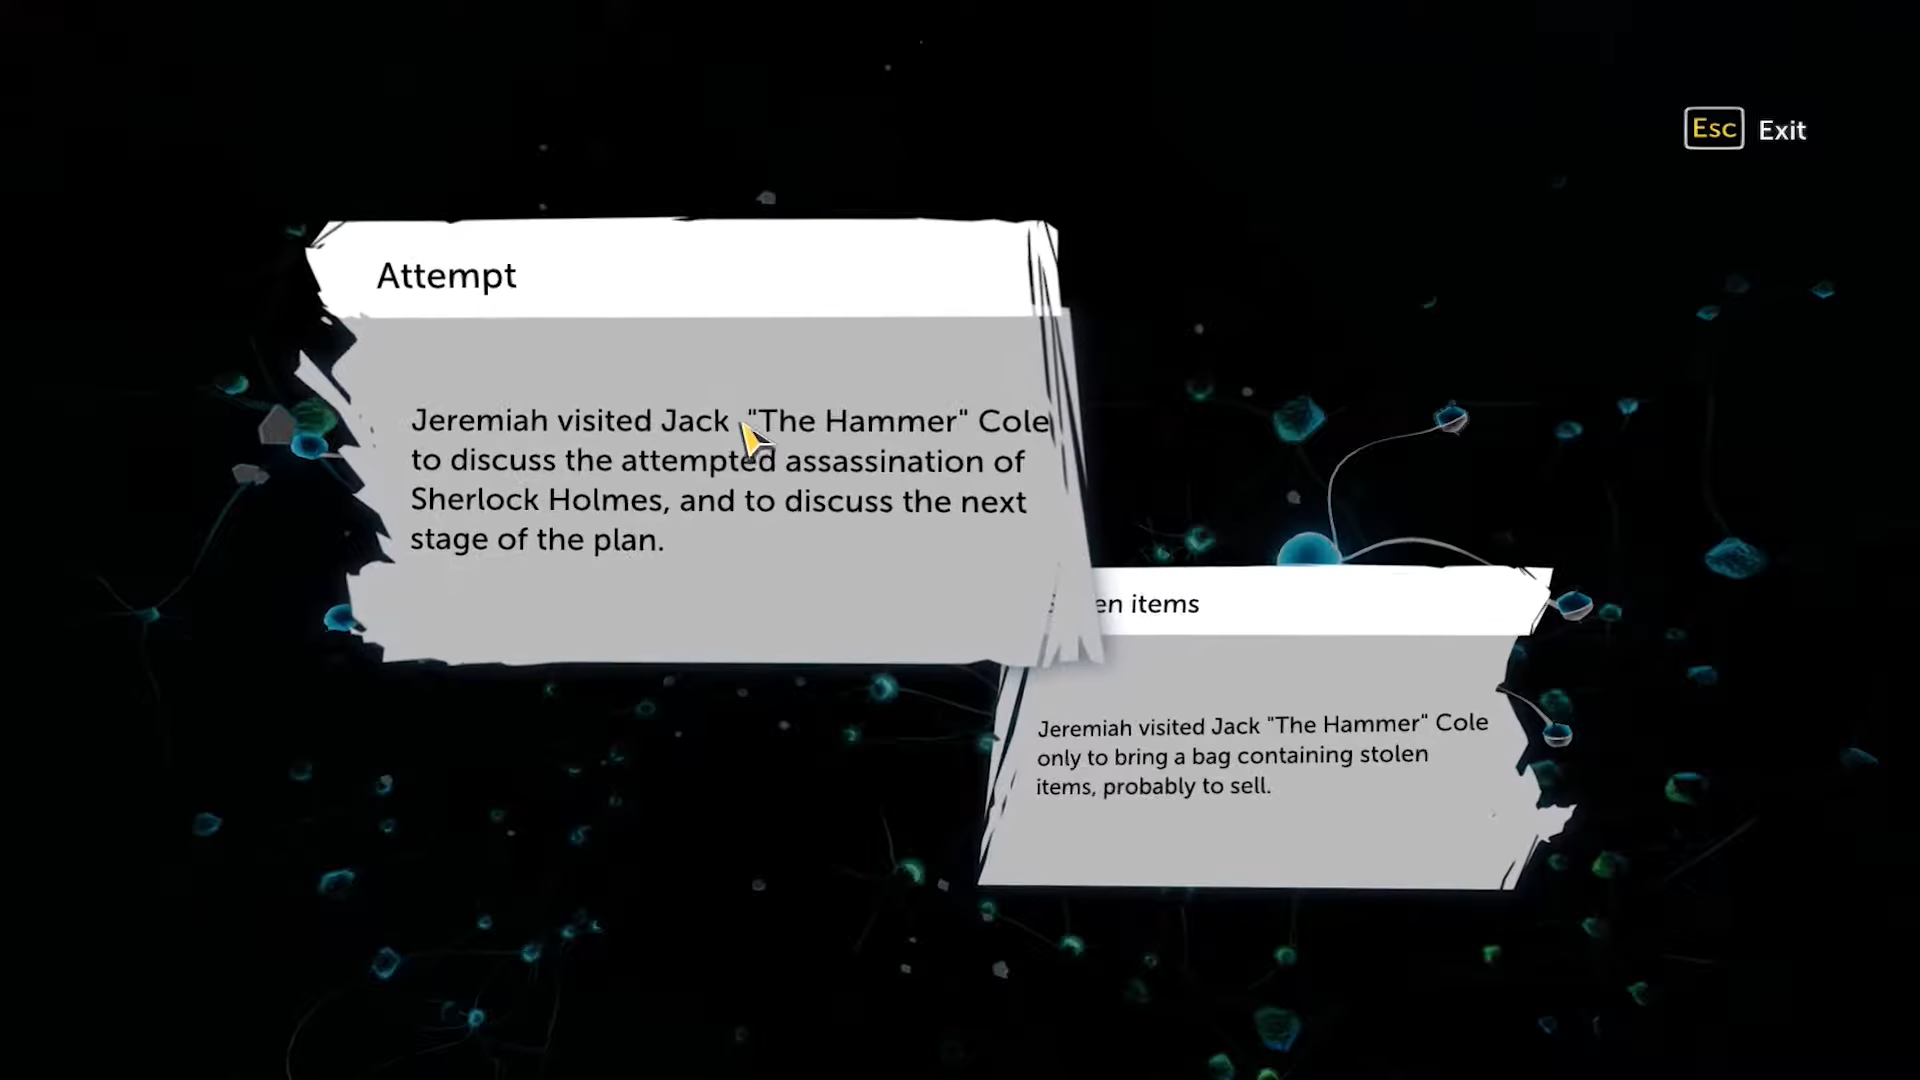 Esc Exit
Attempt
Jeremiah visited Jack "The Hammer" Cole
to discuss the attempted assassination of
Sherlock Holmes, and to discuss the next
stage of the plan.
items
Jeremiah visited Jack "The Hammer" Cole
only to bring a bag containing stolen
items, probably to sell.